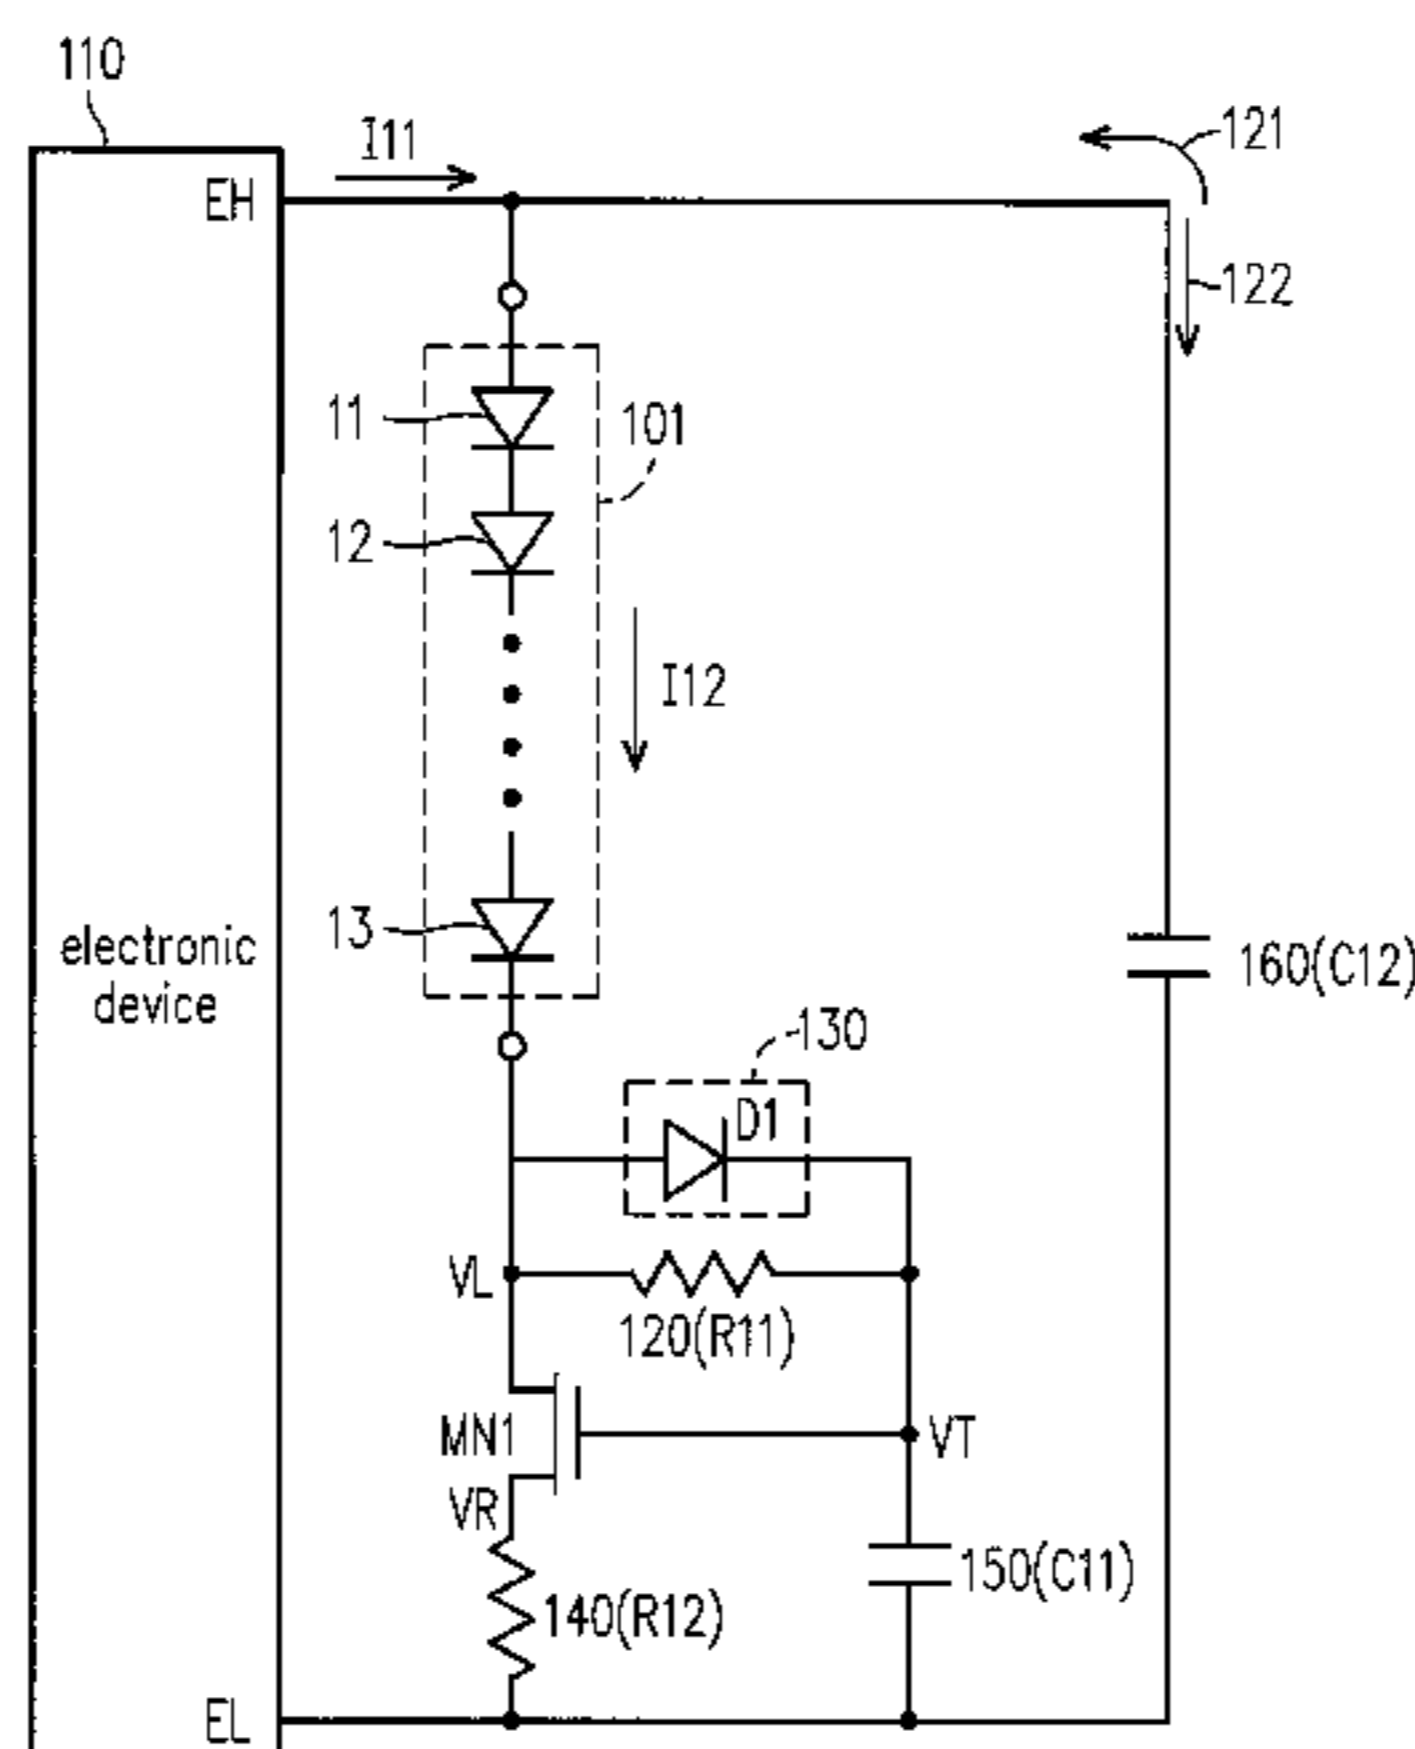 110
I11
121
EH
122
11
101
12
I12
13
electronic
device
160(C12)
130
D1
VL
120(R11)
MN1
VT
VR
150(C11)
140(R12)
EL